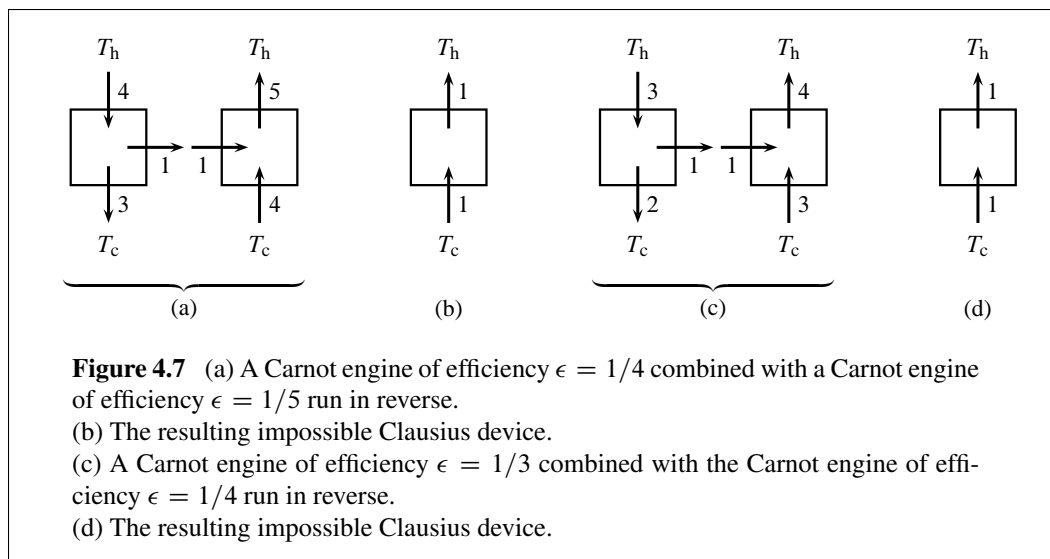 T_h T_h T_h T_h T_h T_h
4 5 1 3 4 1
1 1 1 1
3 4 1 2 3 1
T_c T_c T_c T_c T_c T_c
(a) (b) (c) (d)
Figure 4.7 (a) A Carnot engine of efficiency ϵ = 1/4 combined with a Carnot engine
of efficiency ϵ = 1/5 run in reverse.
(b) The resulting impossible Clausius device.
(c) A Carnot engine of efficiency ϵ = 1/3 combined with the Carnot engine of effi-
ciency ϵ = 1/4 run in reverse.
(d) The resulting impossible Clausius device.